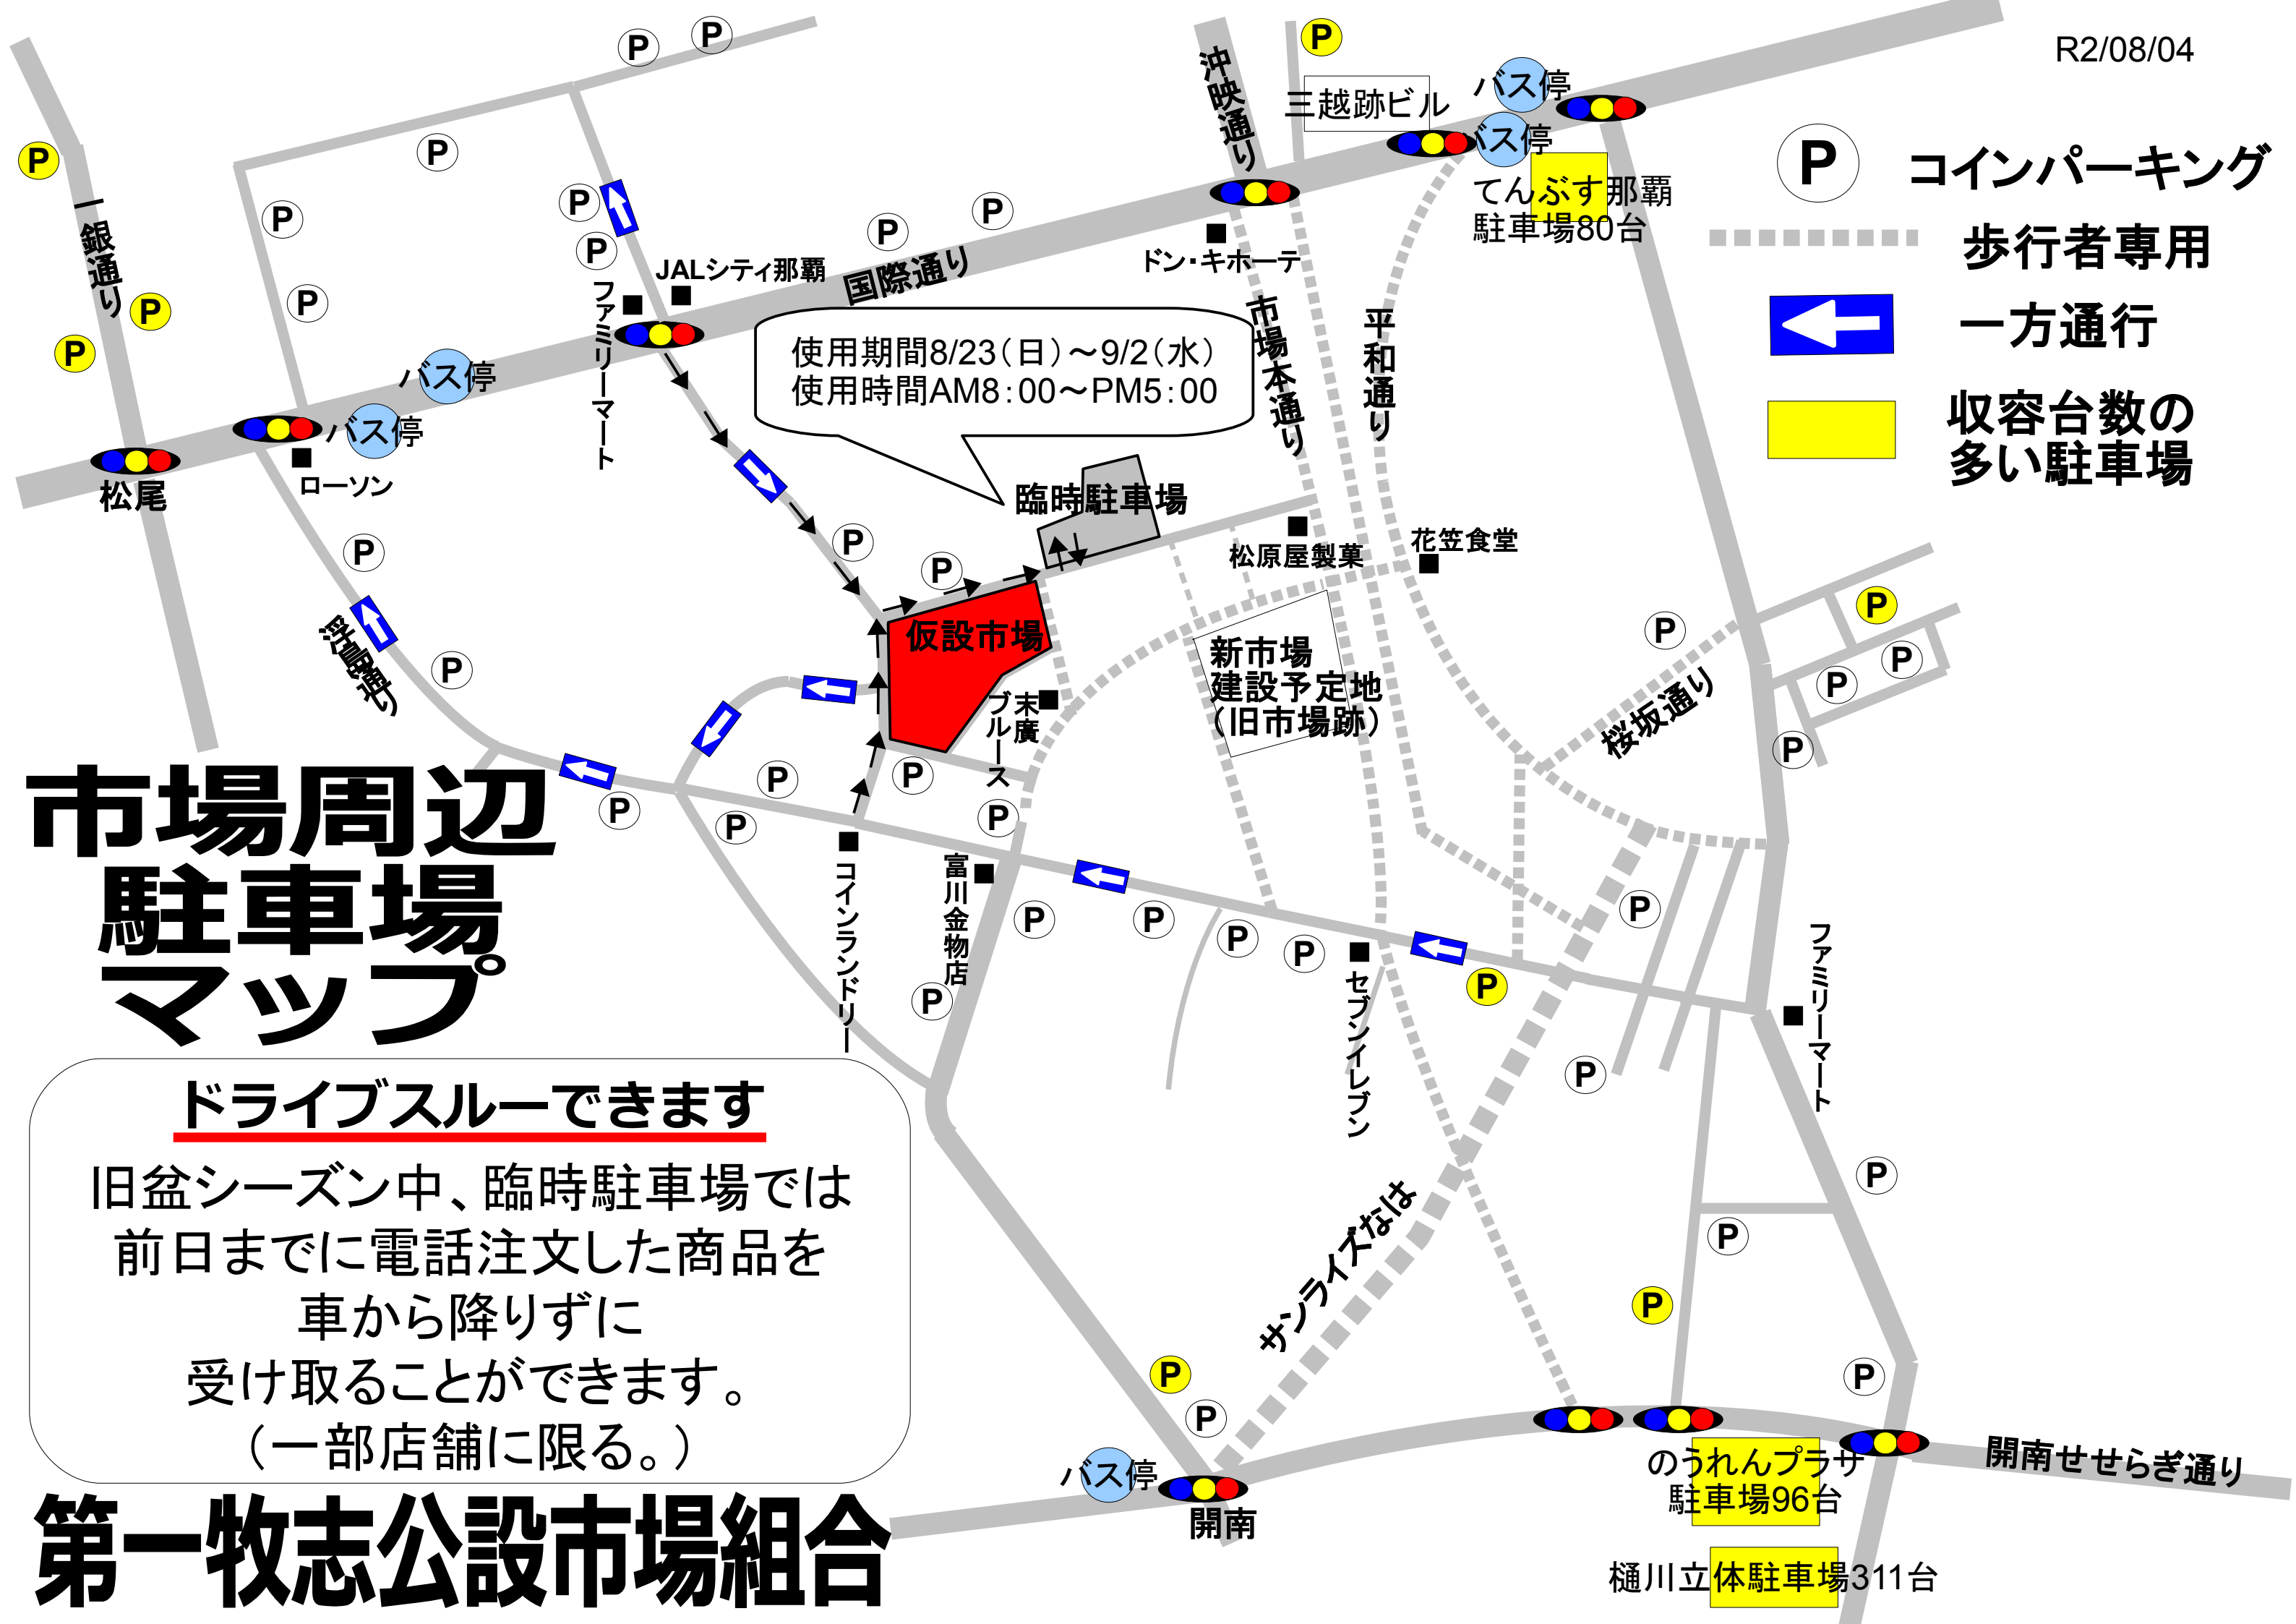 R2/08/04
P
コインパーキング
歩行者専用
一方通行
収容台数の
多い駐車場
沖映通り
三越跡ビル
バス停
バス停
てんぶす那覇
駐車場80台
一銀通り
JALシティ那覇
ファミリーマート
国際通り
ドン・キホーテ
市場本通り
平和通り
使用期間8/23(日)～9/2(水)
使用時間AM8:00～PM5:00
バス停
バス停
ローソン
松尾
臨時駐車場
松原屋製菓
花笠食堂
浮島通り
仮設市場
新市場
建設予定地
(旧市場跡)
末廣
ブルース
桜坂通り
コインランドリー
富川金物店
セブンイレブン
ファミリーマート
サンライズなは
バス停
開南
のうれんプラザ
駐車場96台
樋川立体駐車場311台
開南せせらぎ通り
市場周辺
駐車場
マップ
ドライブスルーできます
旧盆シーズン中、臨時駐車場では
前日までに電話注文した商品を
車から降りずに
受け取ることができます。
(一部店舗に限る。)
第一牧志公設市場組合